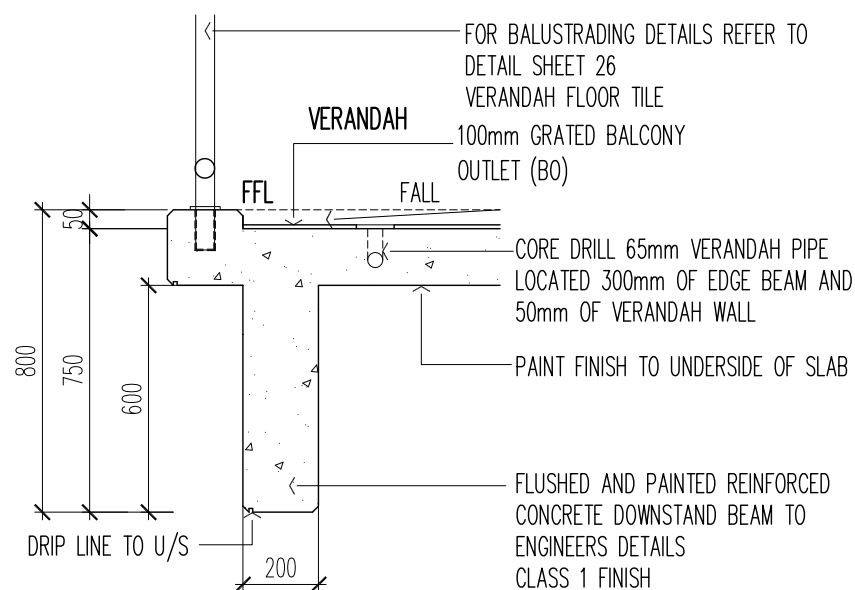 FOR BALUSTRADING DETAILS REFER TO
DETAIL SHEET 26
VERANDAH FLOOR TILE
VERANDAH
100mm GRATED BALCONY
OUTLET (BO)
FFL
FALL
50
CORE DRILL 65mm VERANDAH PIPE
LOCATED 300mm OF EDGE BEAM AND
50mm OF VERANDAH WALL
800
750
600
PAINT FINISH TO UNDERSIDE OF SLAB
FLUSHED AND PAINTED REINFORCED
CONCRETE DOWNSTAND BEAM TO
ENGINEERS DETAILS
CLASS 1 FINISH
DRIP LINE TO U/S
200